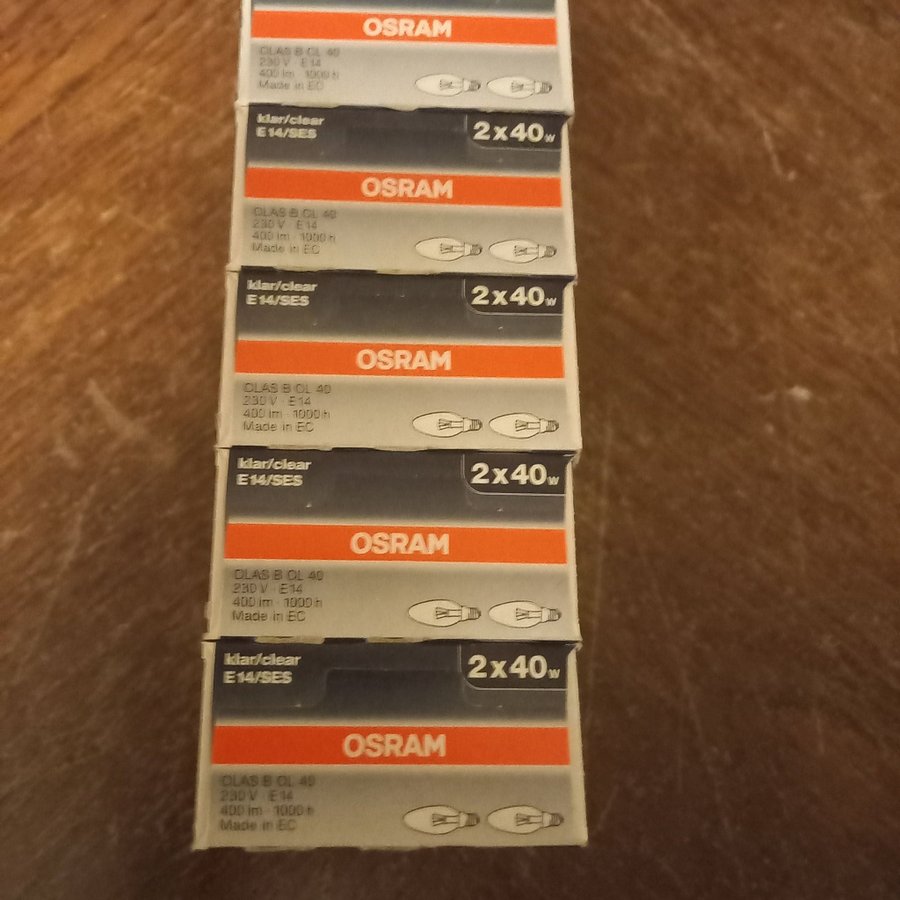 OSRAM
CLAS B CL 40
230 V · E14
400 lm · 1000 h
Made in EC
klar/clear
E14/SES
2x40W
OSRAM
CLAS B CL 40
230 V · E14
400 lm · 1000 h
Made in EC
klar/clear
E14/SES
2x40W
OSRAM
CLAS B CL 40
230 V · E14
400 lm · 1000 h
Made in EC
klar/clear
E14/SES
2x40W
OSRAM
CLAS B CL 40
230 V · E14
400 lm · 1000 h
Made in EC
klar/clear
E14/SES
2x40W
OSRAM
CLAS B CL 40
230 V · E14
400 lm · 1000 h
Made in EC